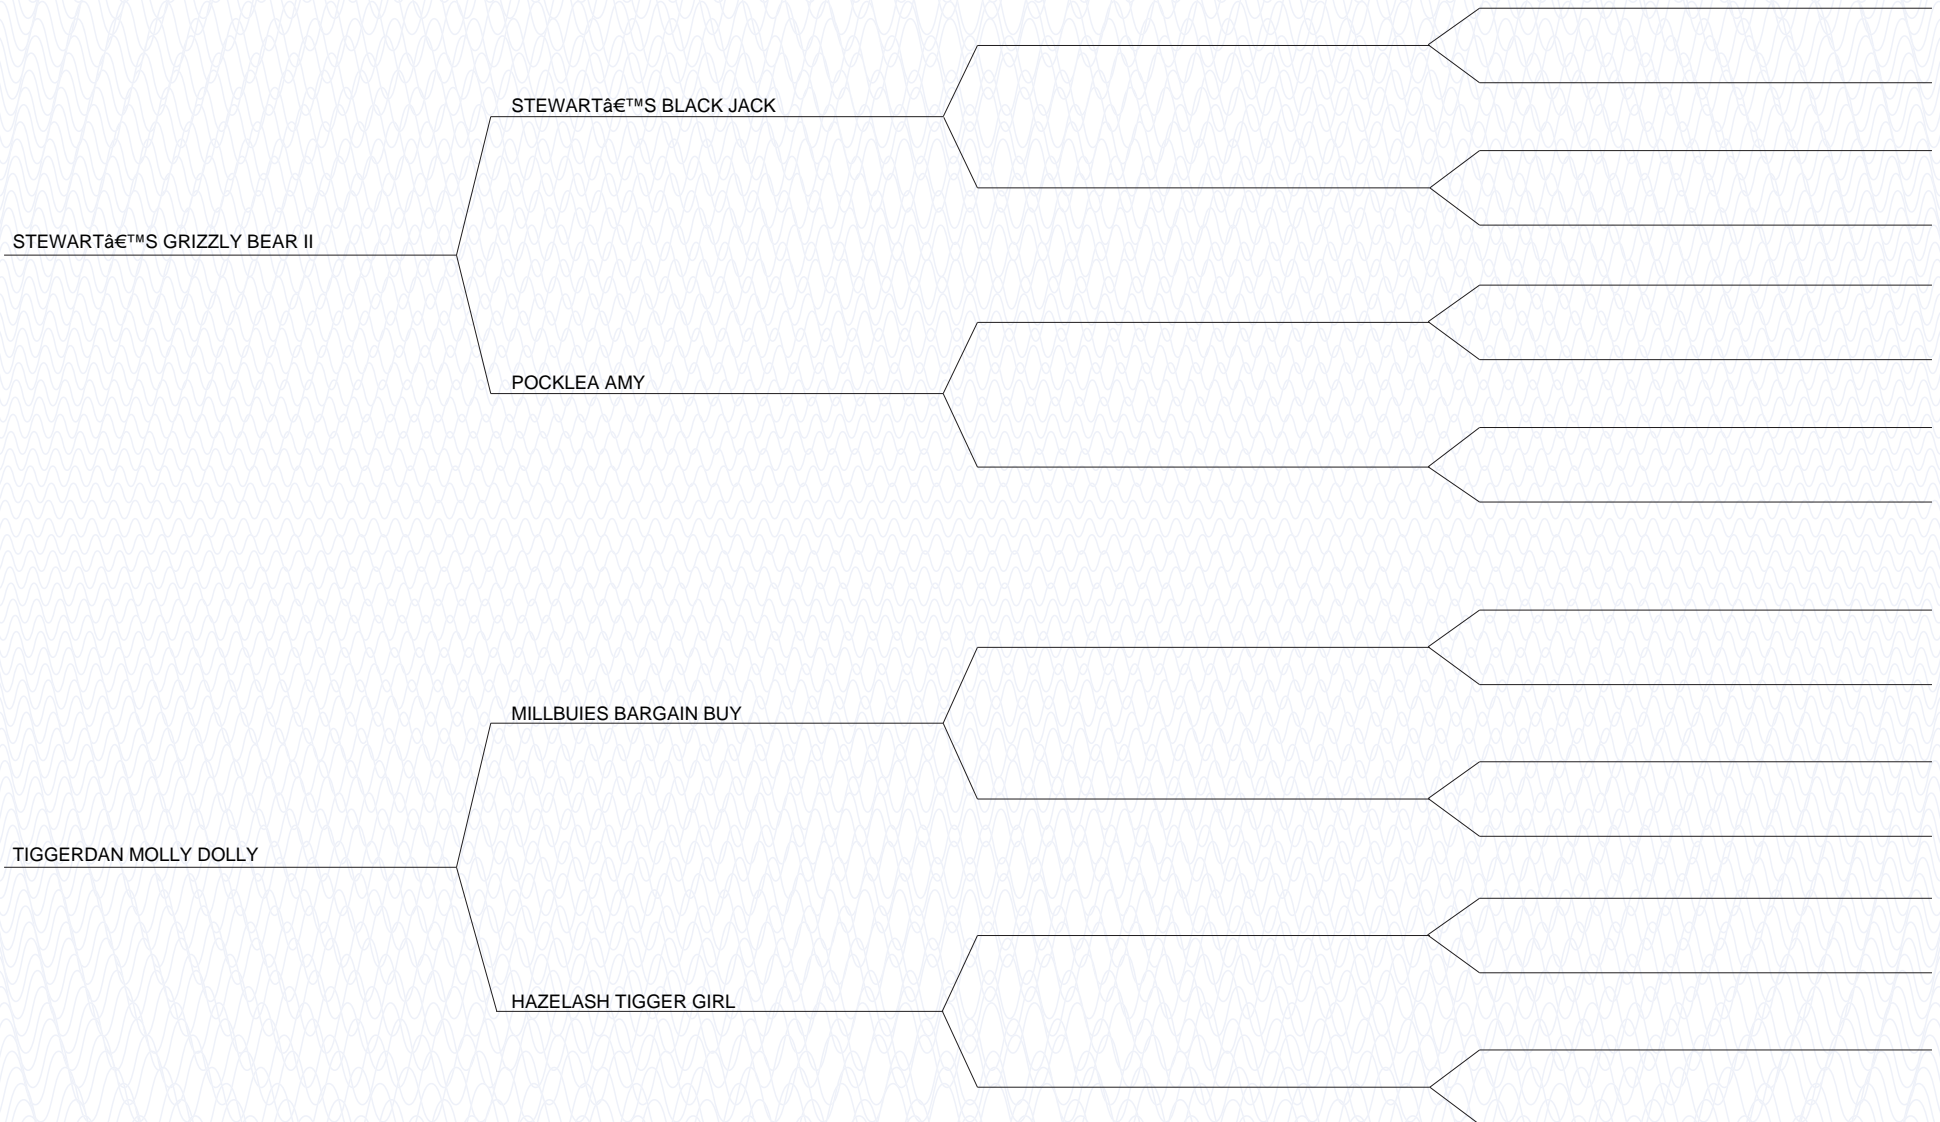 STEWARTâ€™S BLACK JACK
STEWARTâ€™S GRIZZLY BEAR II
POCKLEA AMY
MILLBUIES BARGAIN BUY
TIGGERDAN MOLLY DOLLY
HAZELASH TIGGER GIRL